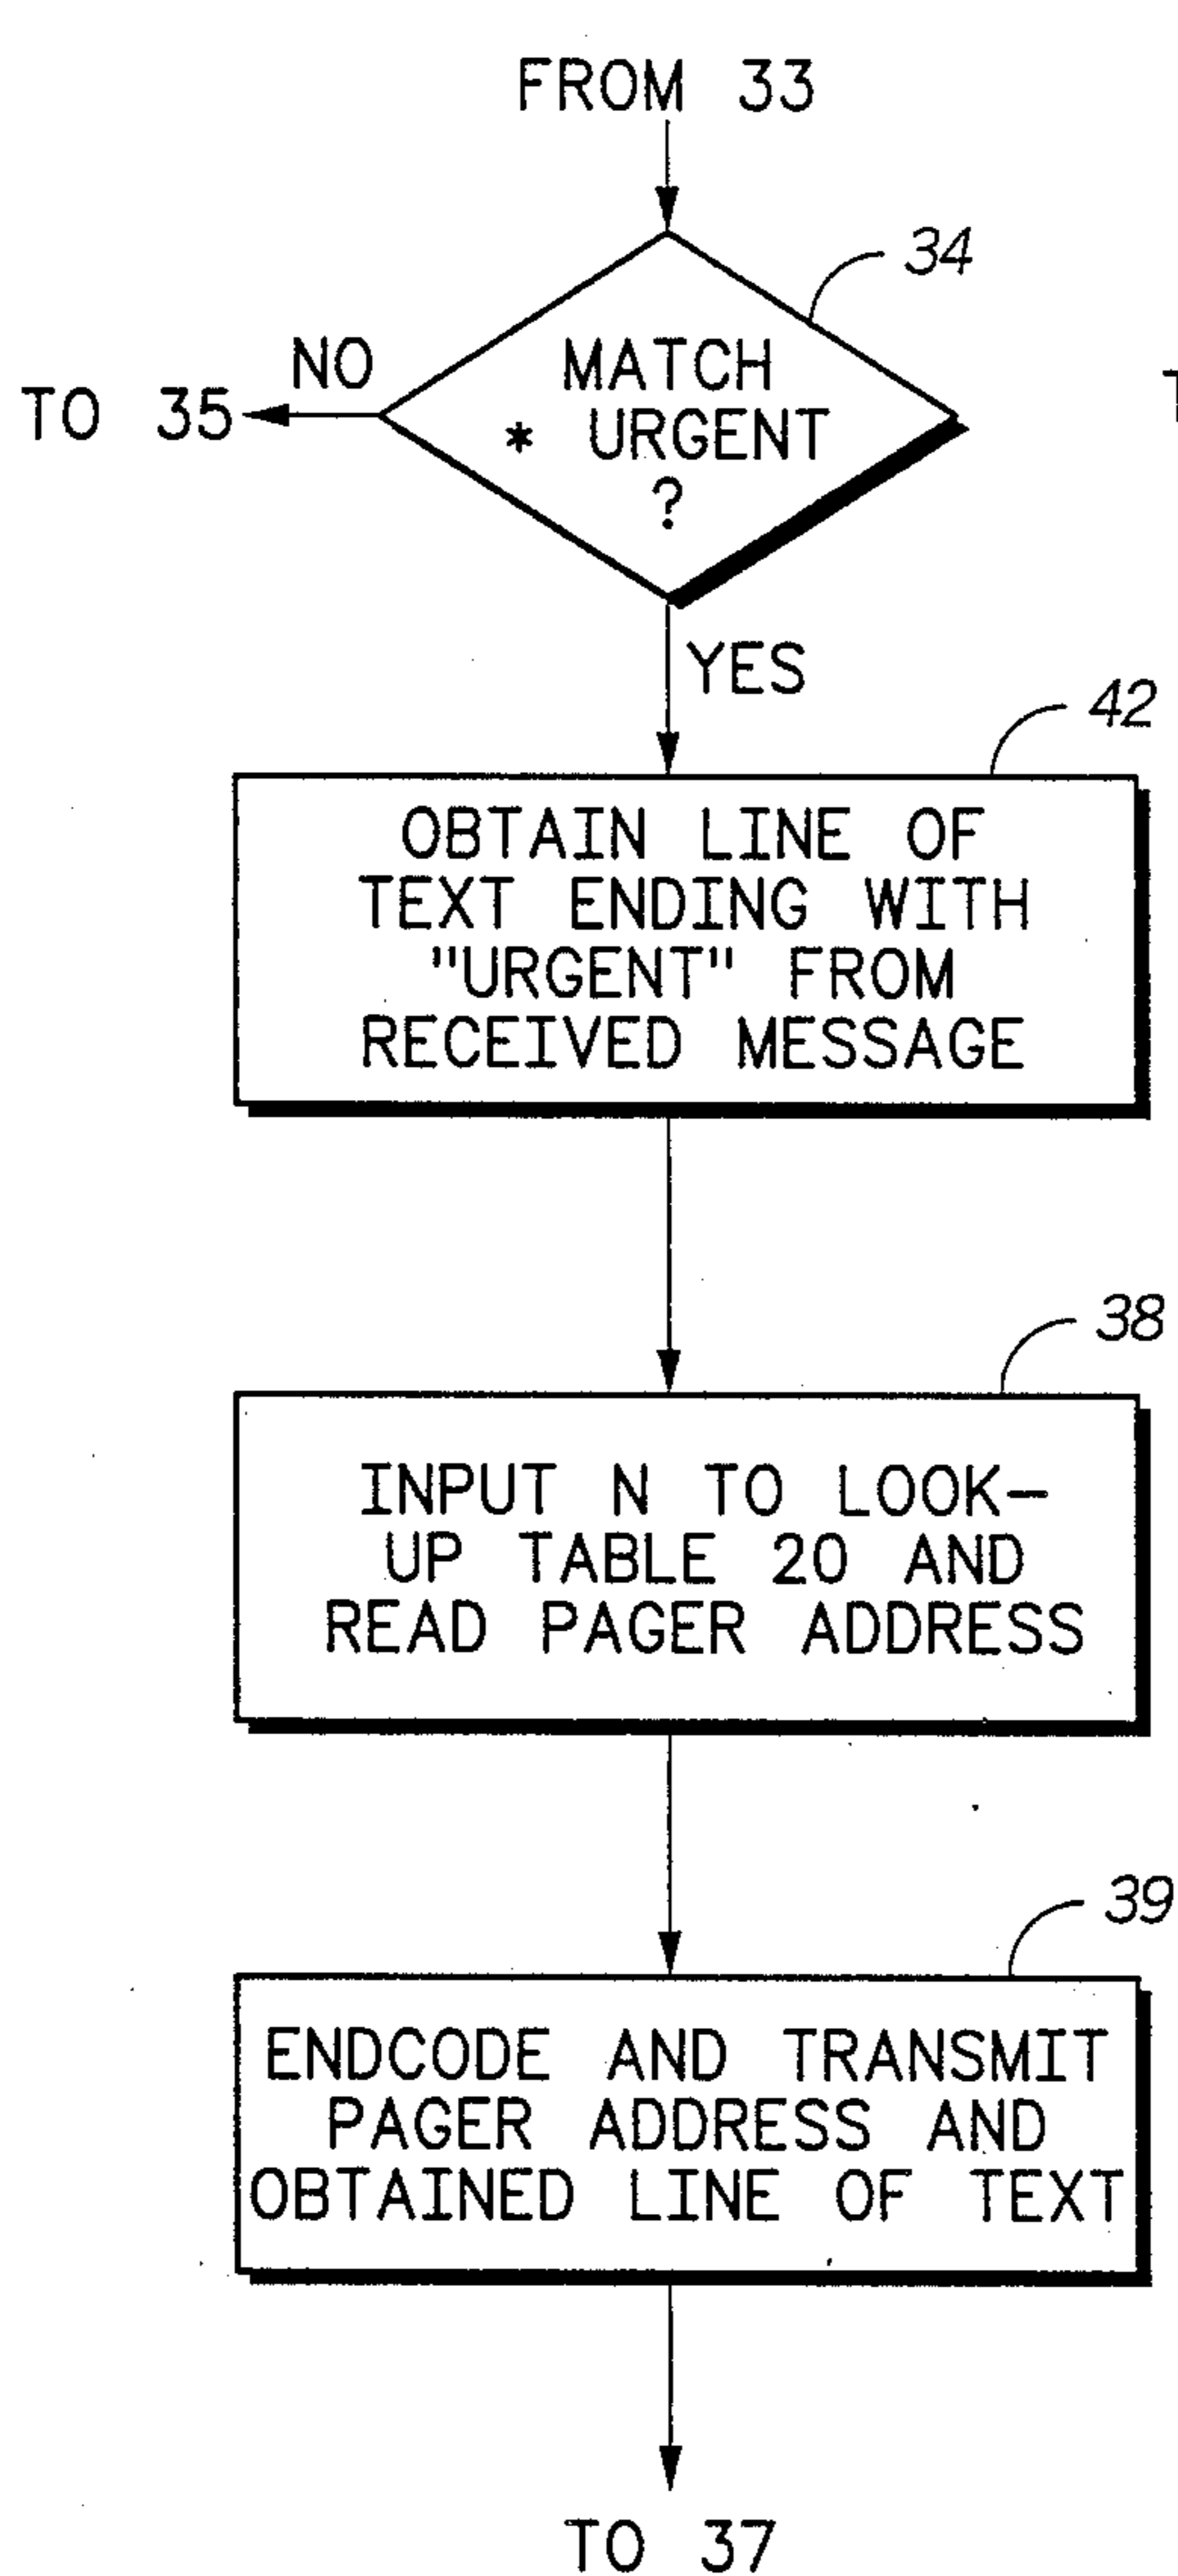 FROM 33
34
MATCH
* URGENT
?
NO
TO 35
YES
42
OBTAIN LINE OF
TEXT ENDING WITH
"URGENT" FROM
RECEIVED MESSAGE
38
INPUT N TO LOOK-
UP TABLE 20 AND
READ PAGER ADDRESS
39
ENDCODE AND TRANSMIT
PAGER ADDRESS AND
OBTAINED LINE OF TEXT
TO 37